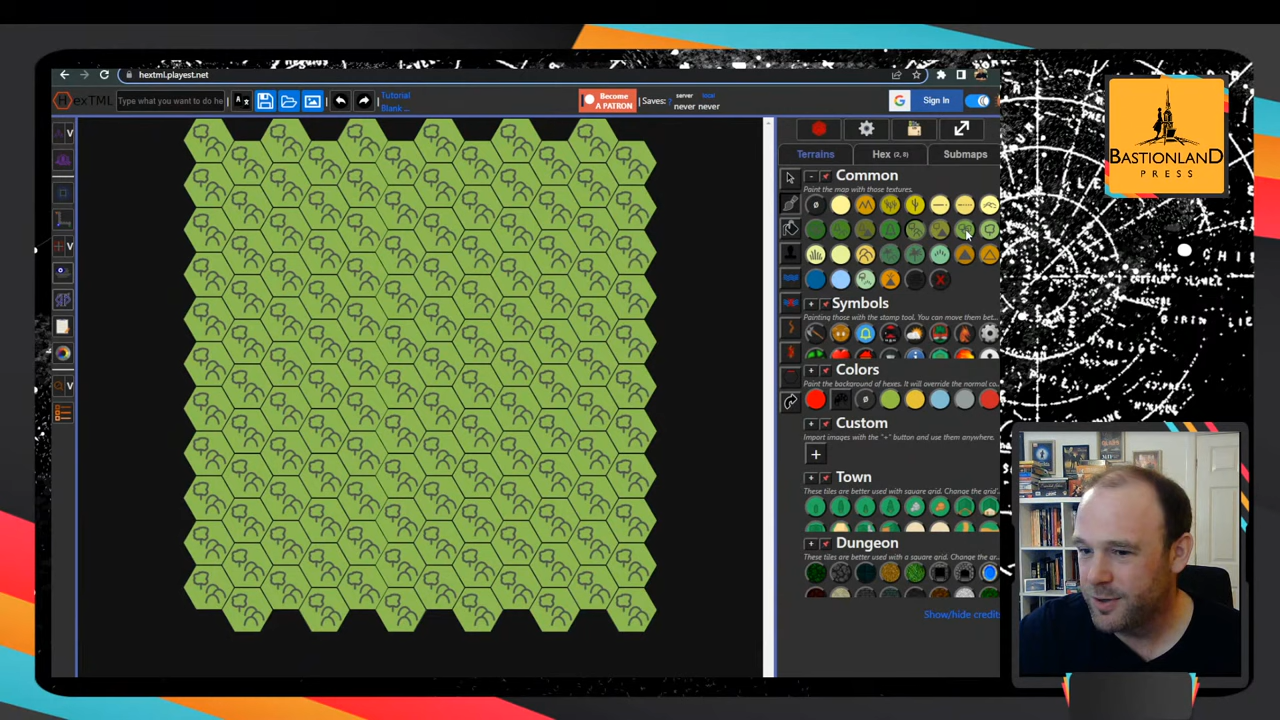 hextml.playest.net
HexTML
Type what you want to do he
Tutorial
Blank ...
Become
A PATRON
Saves: ?
server
never never
G
Sign In
Terrains
Hex (2, 8)
Submaps
Common
Paint the map with those textures.
Symbols
Painting those with the stamp tool. You can move them bet...
Colors
Paint the background of hexes. It will override the normal co...
Custom
Import images with the "+" button and use them anywhere.
+
Town
These tiles are better used with square grid. Change the grid'
Dungeon
These tiles are better used with a square grid. Change the gr...
Show/hide credits
BASTIONLAND
PRESS